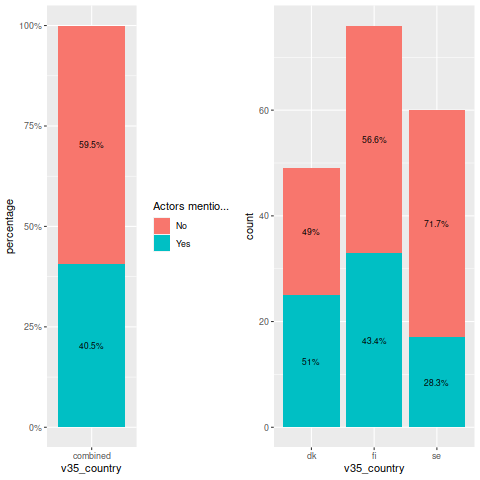 percentage
100%
75%
50%
25%
0%
59.5%
40.5%
combined
v35_country
Actors mentio...
No
Yes
count
60
40
20
0
49%
51%
56.6%
43.4%
71.7%
28.3%
dk fi se
v35_country